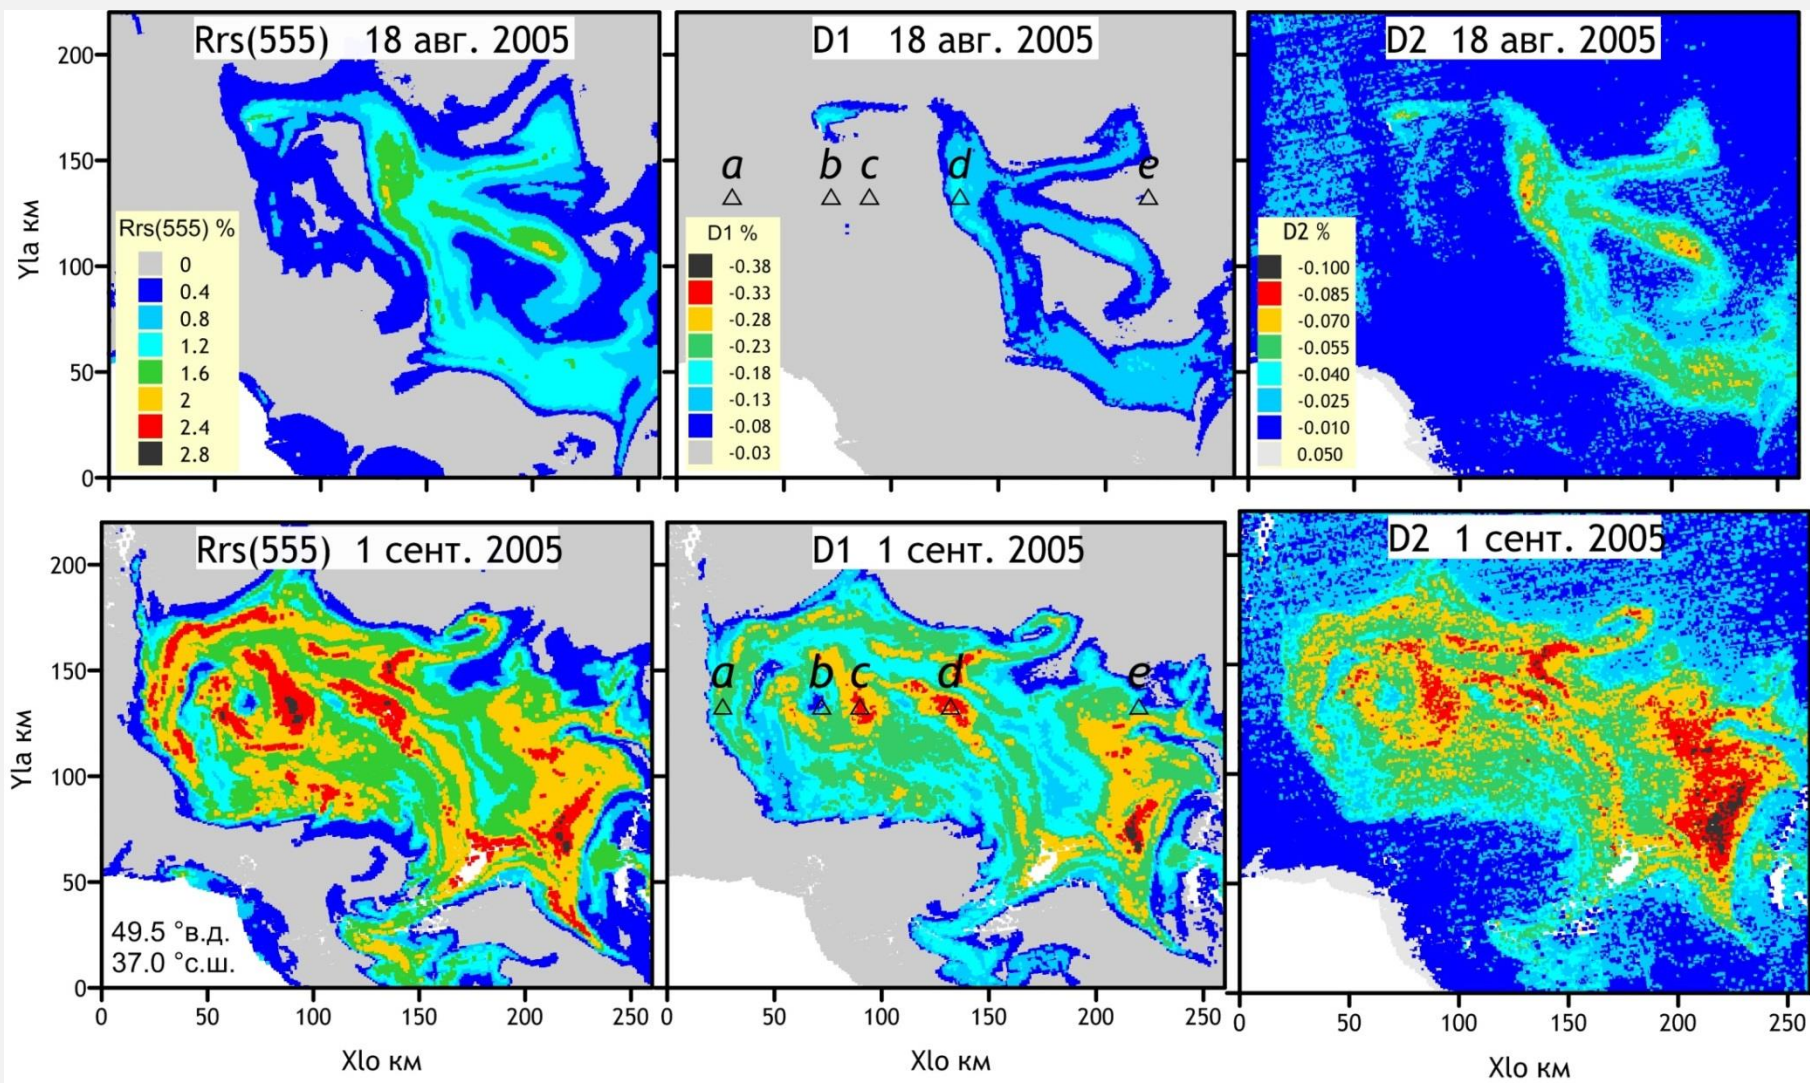 Rrs(555) 18 авг. 2005
D1 18 авг. 2005
D2 18 авг. 2005
200
150
100
50
0
Yla км
Rrs(555) %
0
0.4
0.8
1.2
1.6
2
2.4
2.8
a b c d e
D1 %
-0.38
-0.33
-0.28
-0.23
-0.18
-0.13
-0.08
-0.03
D2 %
-0.100
-0.085
-0.070
-0.055
-0.040
-0.025
-0.010
0.050
Rrs(555) 1 сент. 2005
D1 1 сент. 2005
D2 1 сент. 2005
200
150
100
50
0
Yla км
a b c d e
49.5 °в.д.
37.0 °с.ш.
0 50 100 150 200 250
0 50 100 150 200 250
0 50 100 150 200 250
Xlo км
Xlo км
Xlo км